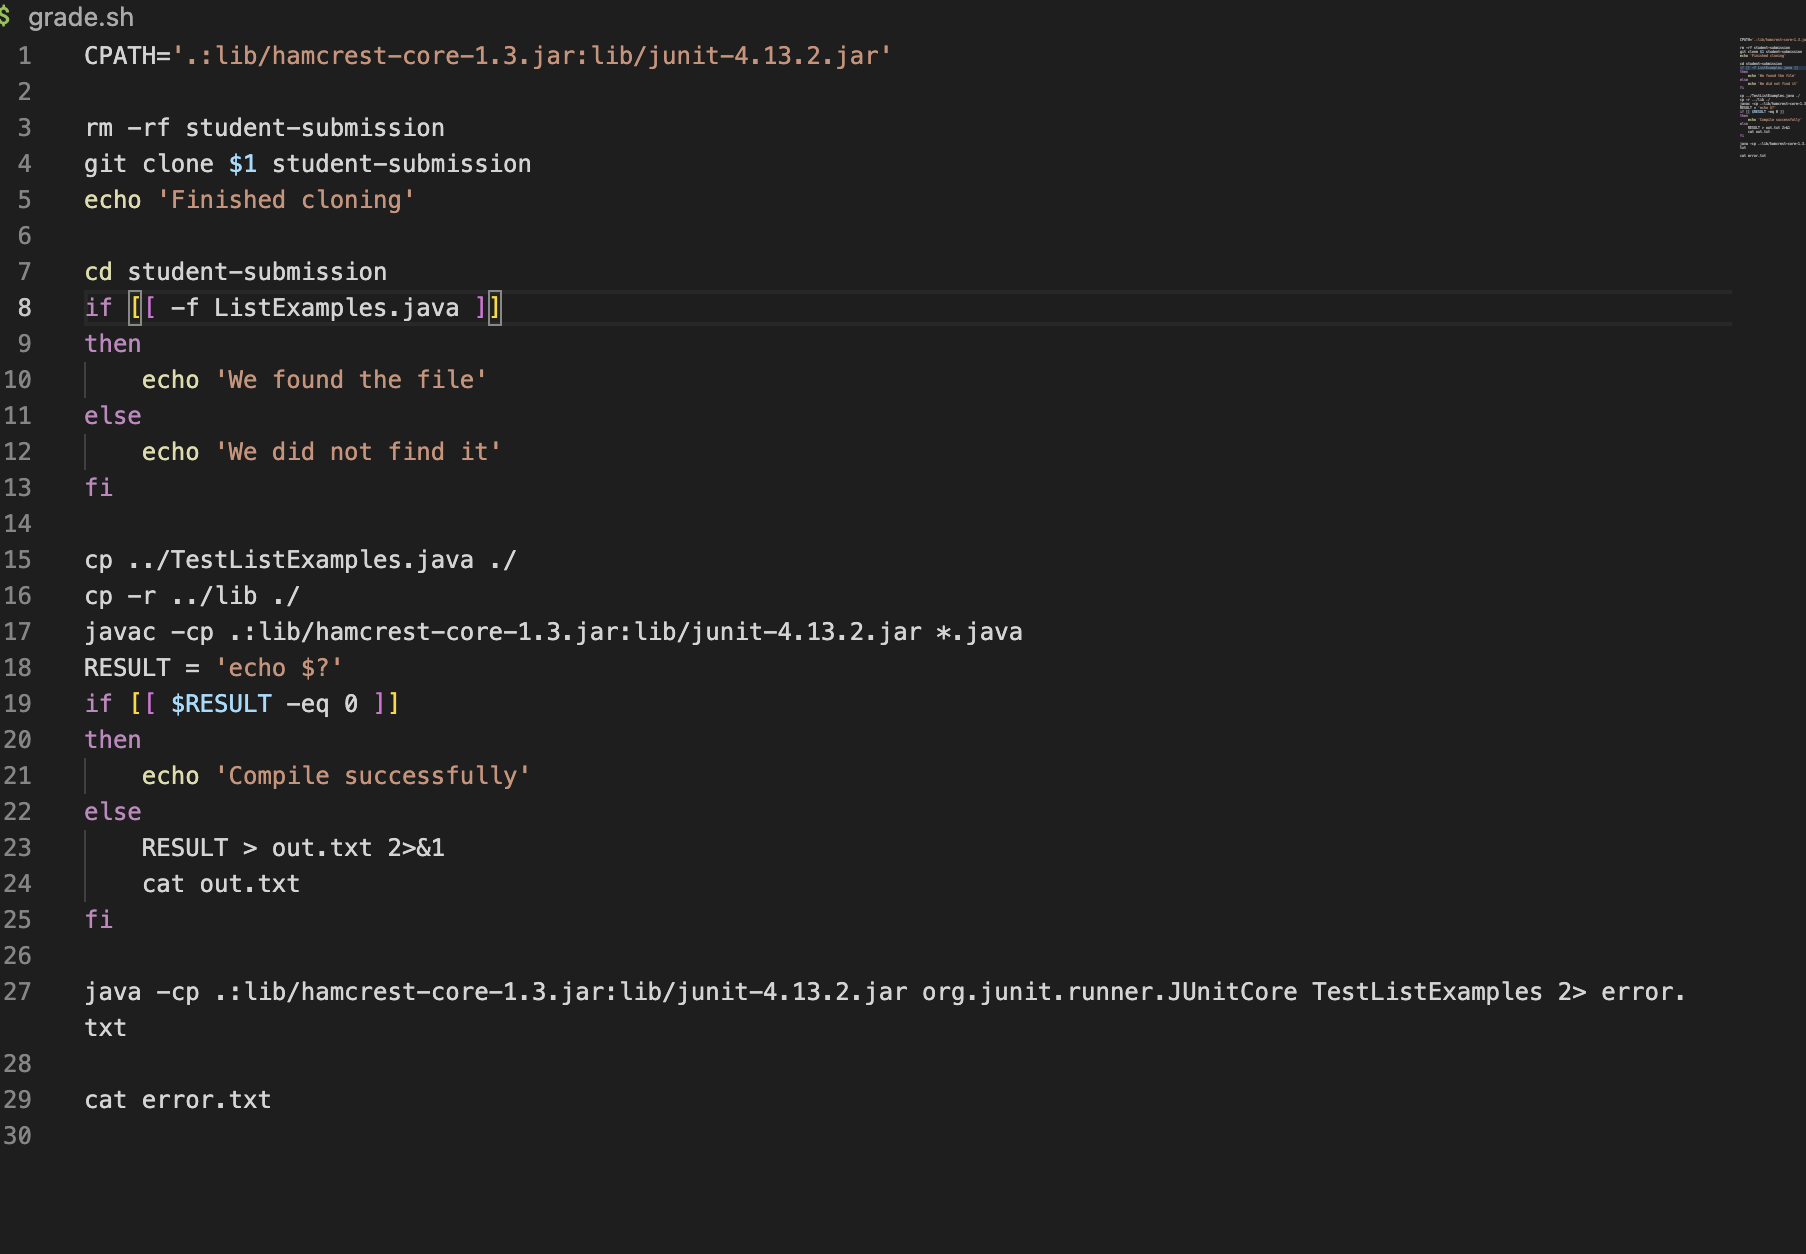 $ grade.sh
1 CPATH='.:lib/hamcrest-core-1.3.jar:lib/junit-4.13.2.jar'
2
3 rm -rf student-submission
4 git clone $1 student-submission
5 echo 'Finished cloning'
6
7 cd student-submission
8 if [[ -f ListExamples.java ]]
9 then
10     echo 'We found the file'
11 else
12     echo 'We did not find it'
13 fi
14
15 cp ../TestListExamples.java ./
16 cp -r ../lib ./
17 javac -cp .:lib/hamcrest-core-1.3.jar:lib/junit-4.13.2.jar *.java
18 RESULT = 'echo $?'
19 if [[ $RESULT -eq 0 ]]
20 then
21     echo 'Compile successfully'
22 else
23     RESULT > out.txt 2>&1
24     cat out.txt
25 fi
26
27 java -cp .:lib/hamcrest-core-1.3.jar:lib/junit-4.13.2.jar org.junit.runner.JUnitCore TestListExamples 2> error.
txt
28
29 cat error.txt
30